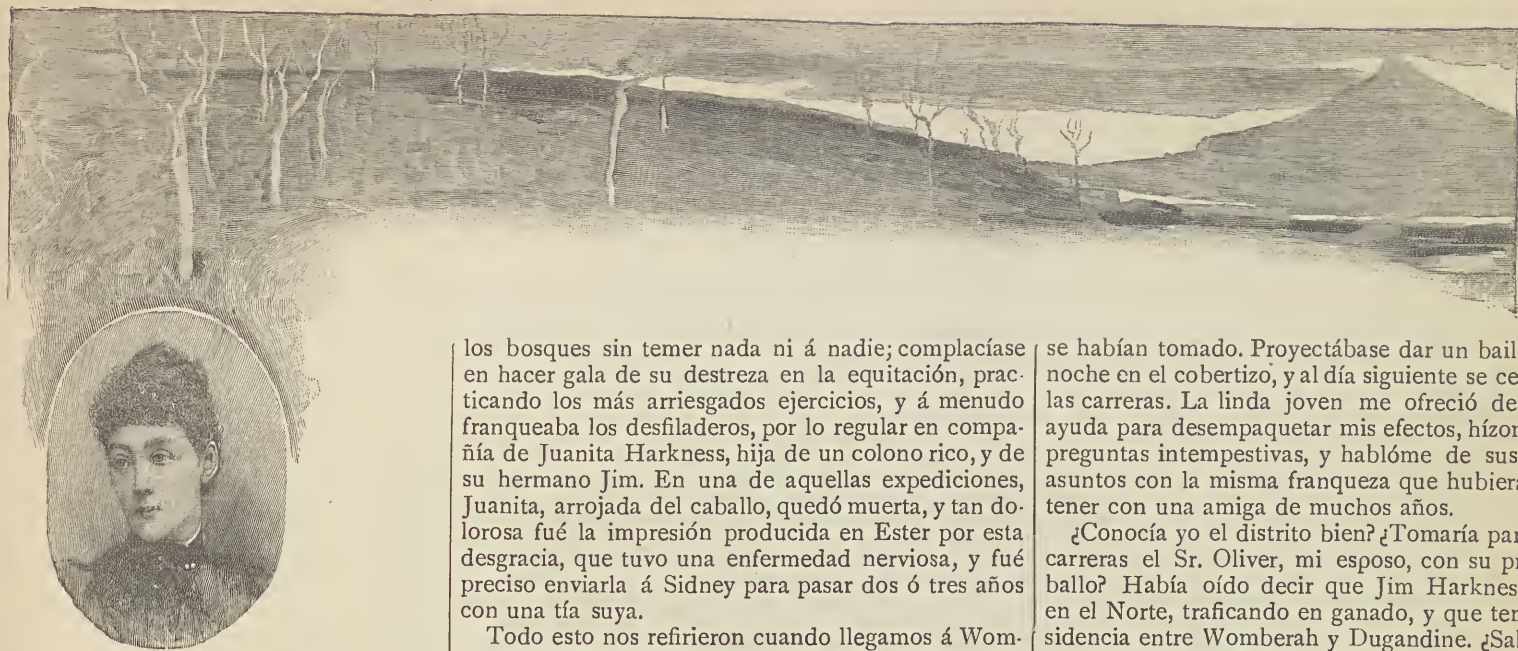 los bosques sin temer nada ni á nadie; complacíase
en hacer gala de su destreza en la equitación, prac-
ticando los más arriesgados ejercicios, y á menudo
franqueaba los desfiladeros, por lo regular en compa-
ñía de Juanita Harkness, hija de un colono rico, y de
su hermano Jim. En una de aquellas expediciones,
Juanita, arrojada del caballo, quedó muerta, y tan do-
lorosa fué la impresión producida en Ester por esta
desgracia, que tuvo una enfermedad nerviosa, y fué
preciso enviarla á Sidney para pasar dos ó tres años
con una tía suya.
Todo esto nos refirieron cuando llegamos á Wom-
se habían tomado. Proyectábase dar un bail
noche en el cobertizo, y al día siguiente se ce
las carreras. La linda joven me ofreció de
ayuda para desempaquetar mis efectos, hízo
preguntas intempestivas, y hablóme de sus
asuntos con la misma franqueza que hubier
tener con una amiga de muchos años.
¿Conocía yo el distrito bien? ¿Tomaría par
carreras el Sr. Oliver, mi esposo, con su pr
ballo? Había oído decir que Jim Harknes
en el Norte, traficando en ganado, y que ten
sidencia entre Womberah y Dugandine. ¿Sal